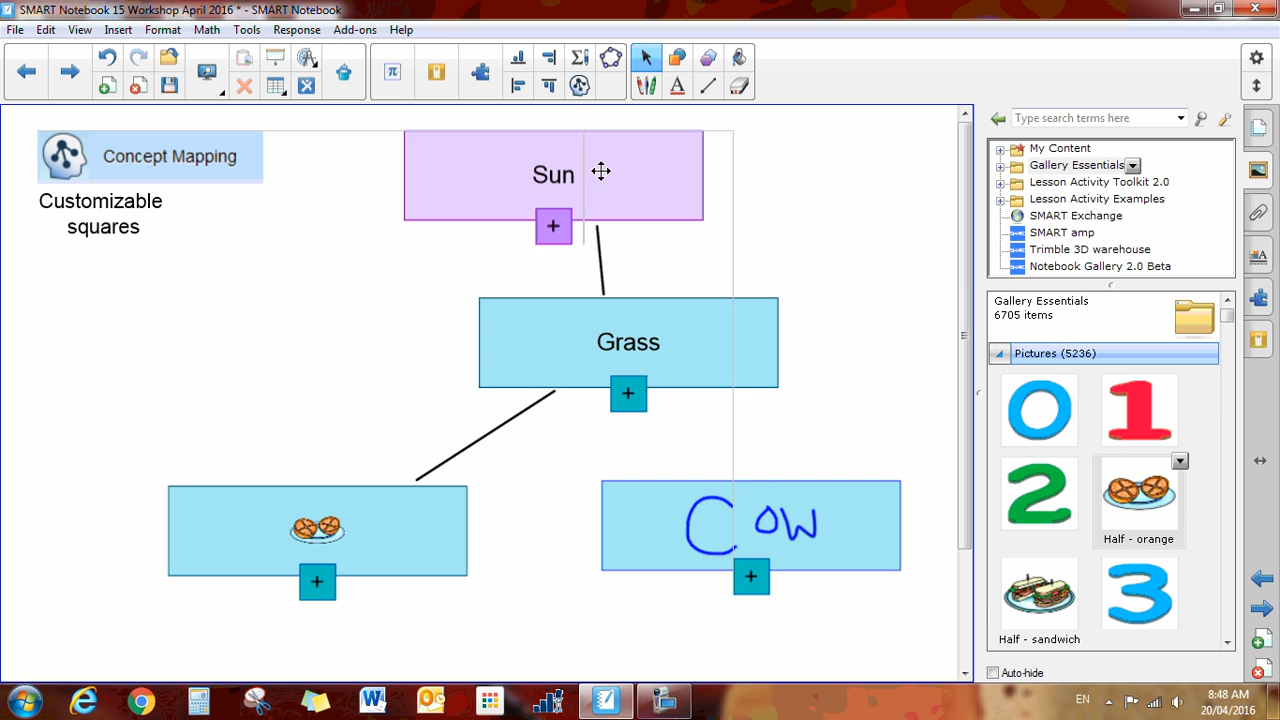 SMART Notebook 15 Workshop April 2016 * - SMART Notebook
File Edit View Insert Format Math Tools Response Add-ons Help
π
A
Type search terms here
My Content
Gallery Essentials
Lesson Activity Toolkit 2.0
Lesson Activity Examples
SMART Exchange
SMART amp
Trimble 3D warehouse
Notebook Gallery 2.0 Beta
Concept Mapping
Customizable
squares
Sun
+
Grass
+
Cow
+
+
Gallery Essentials
6705 items
Pictures (5236)
0 1
2
Half - orange
3
Half - sandwich
Auto-hide
EN
8:48 AM
20/04/2016